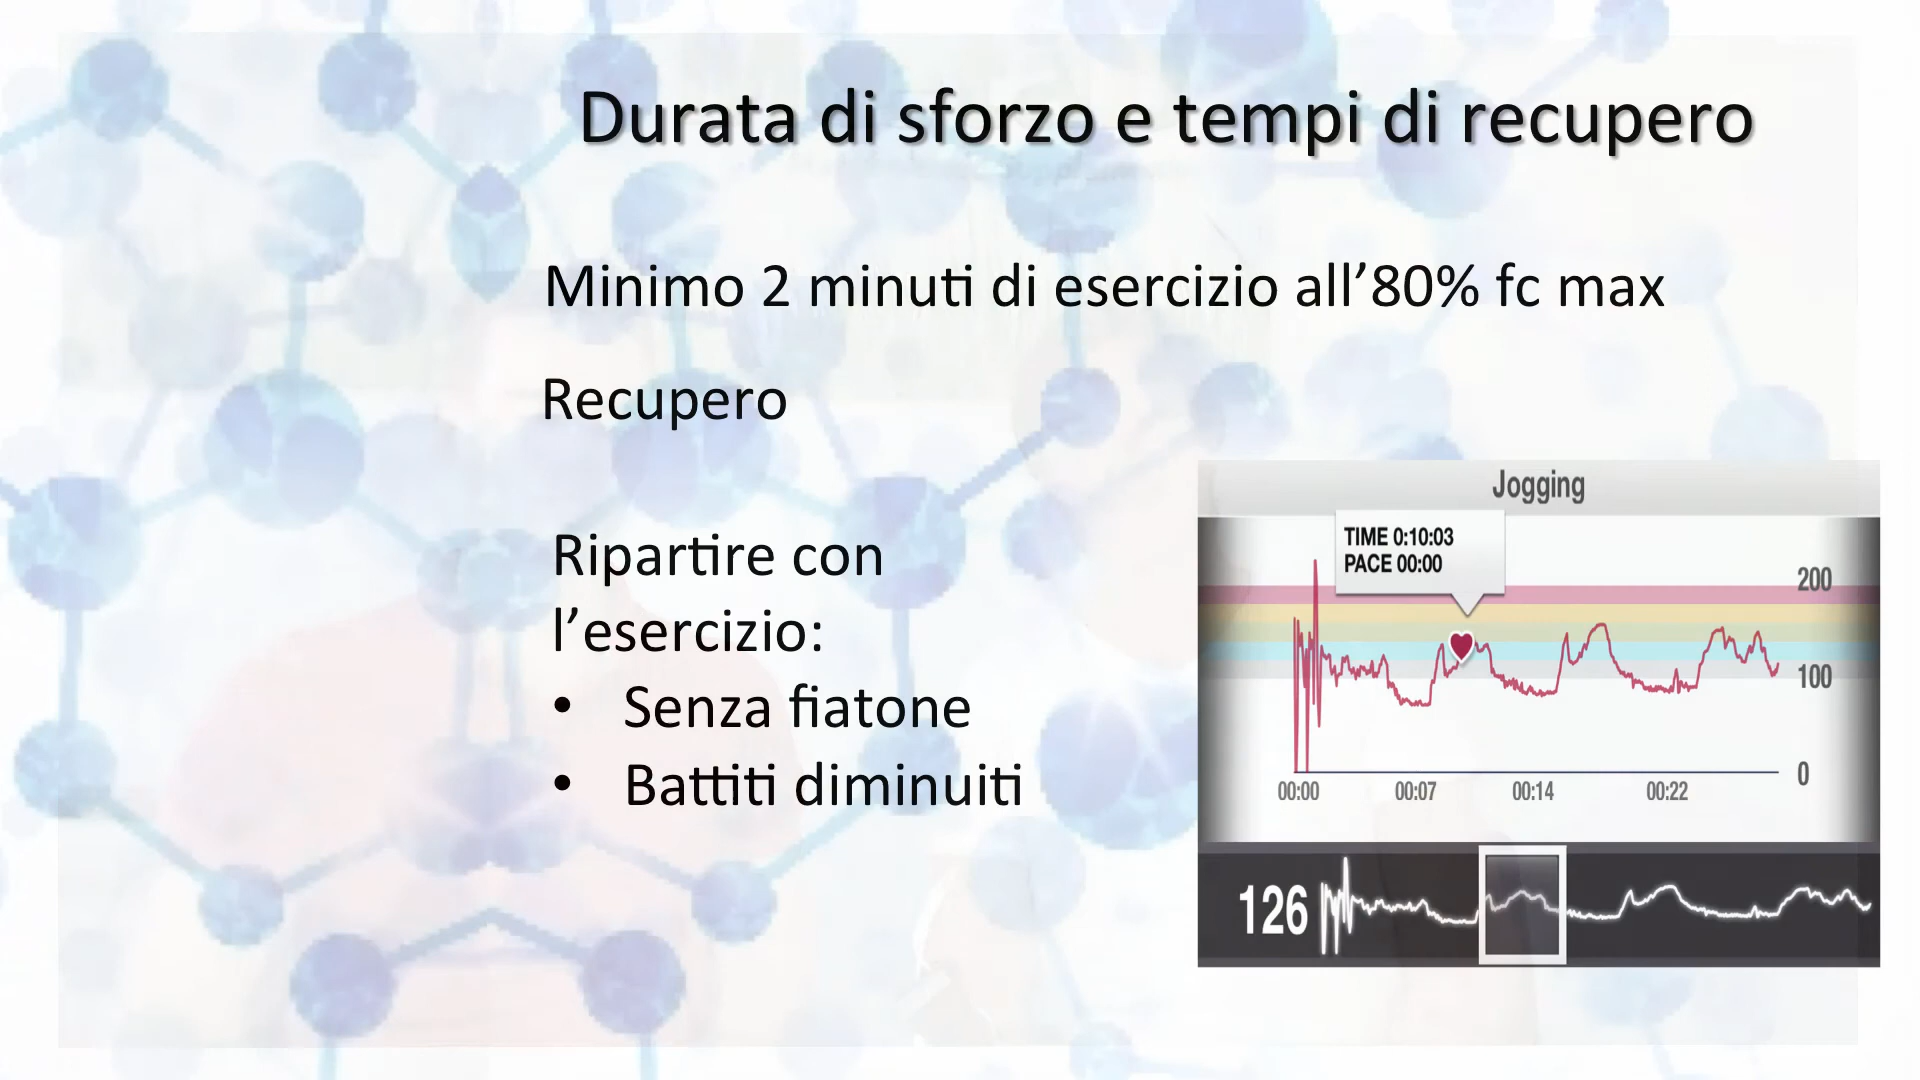 Durata di sforzo e tempi di recupero
Minimo 2 minuti di esercizio all’80% fc max
Recupero
Ripartire con
l’esercizio:
• Senza fiatone
• Battiti diminuiti
Jogging
TIME 0:10:03
PACE 00:00
200
100
0
00:00 00:07 00:14 00:22
126